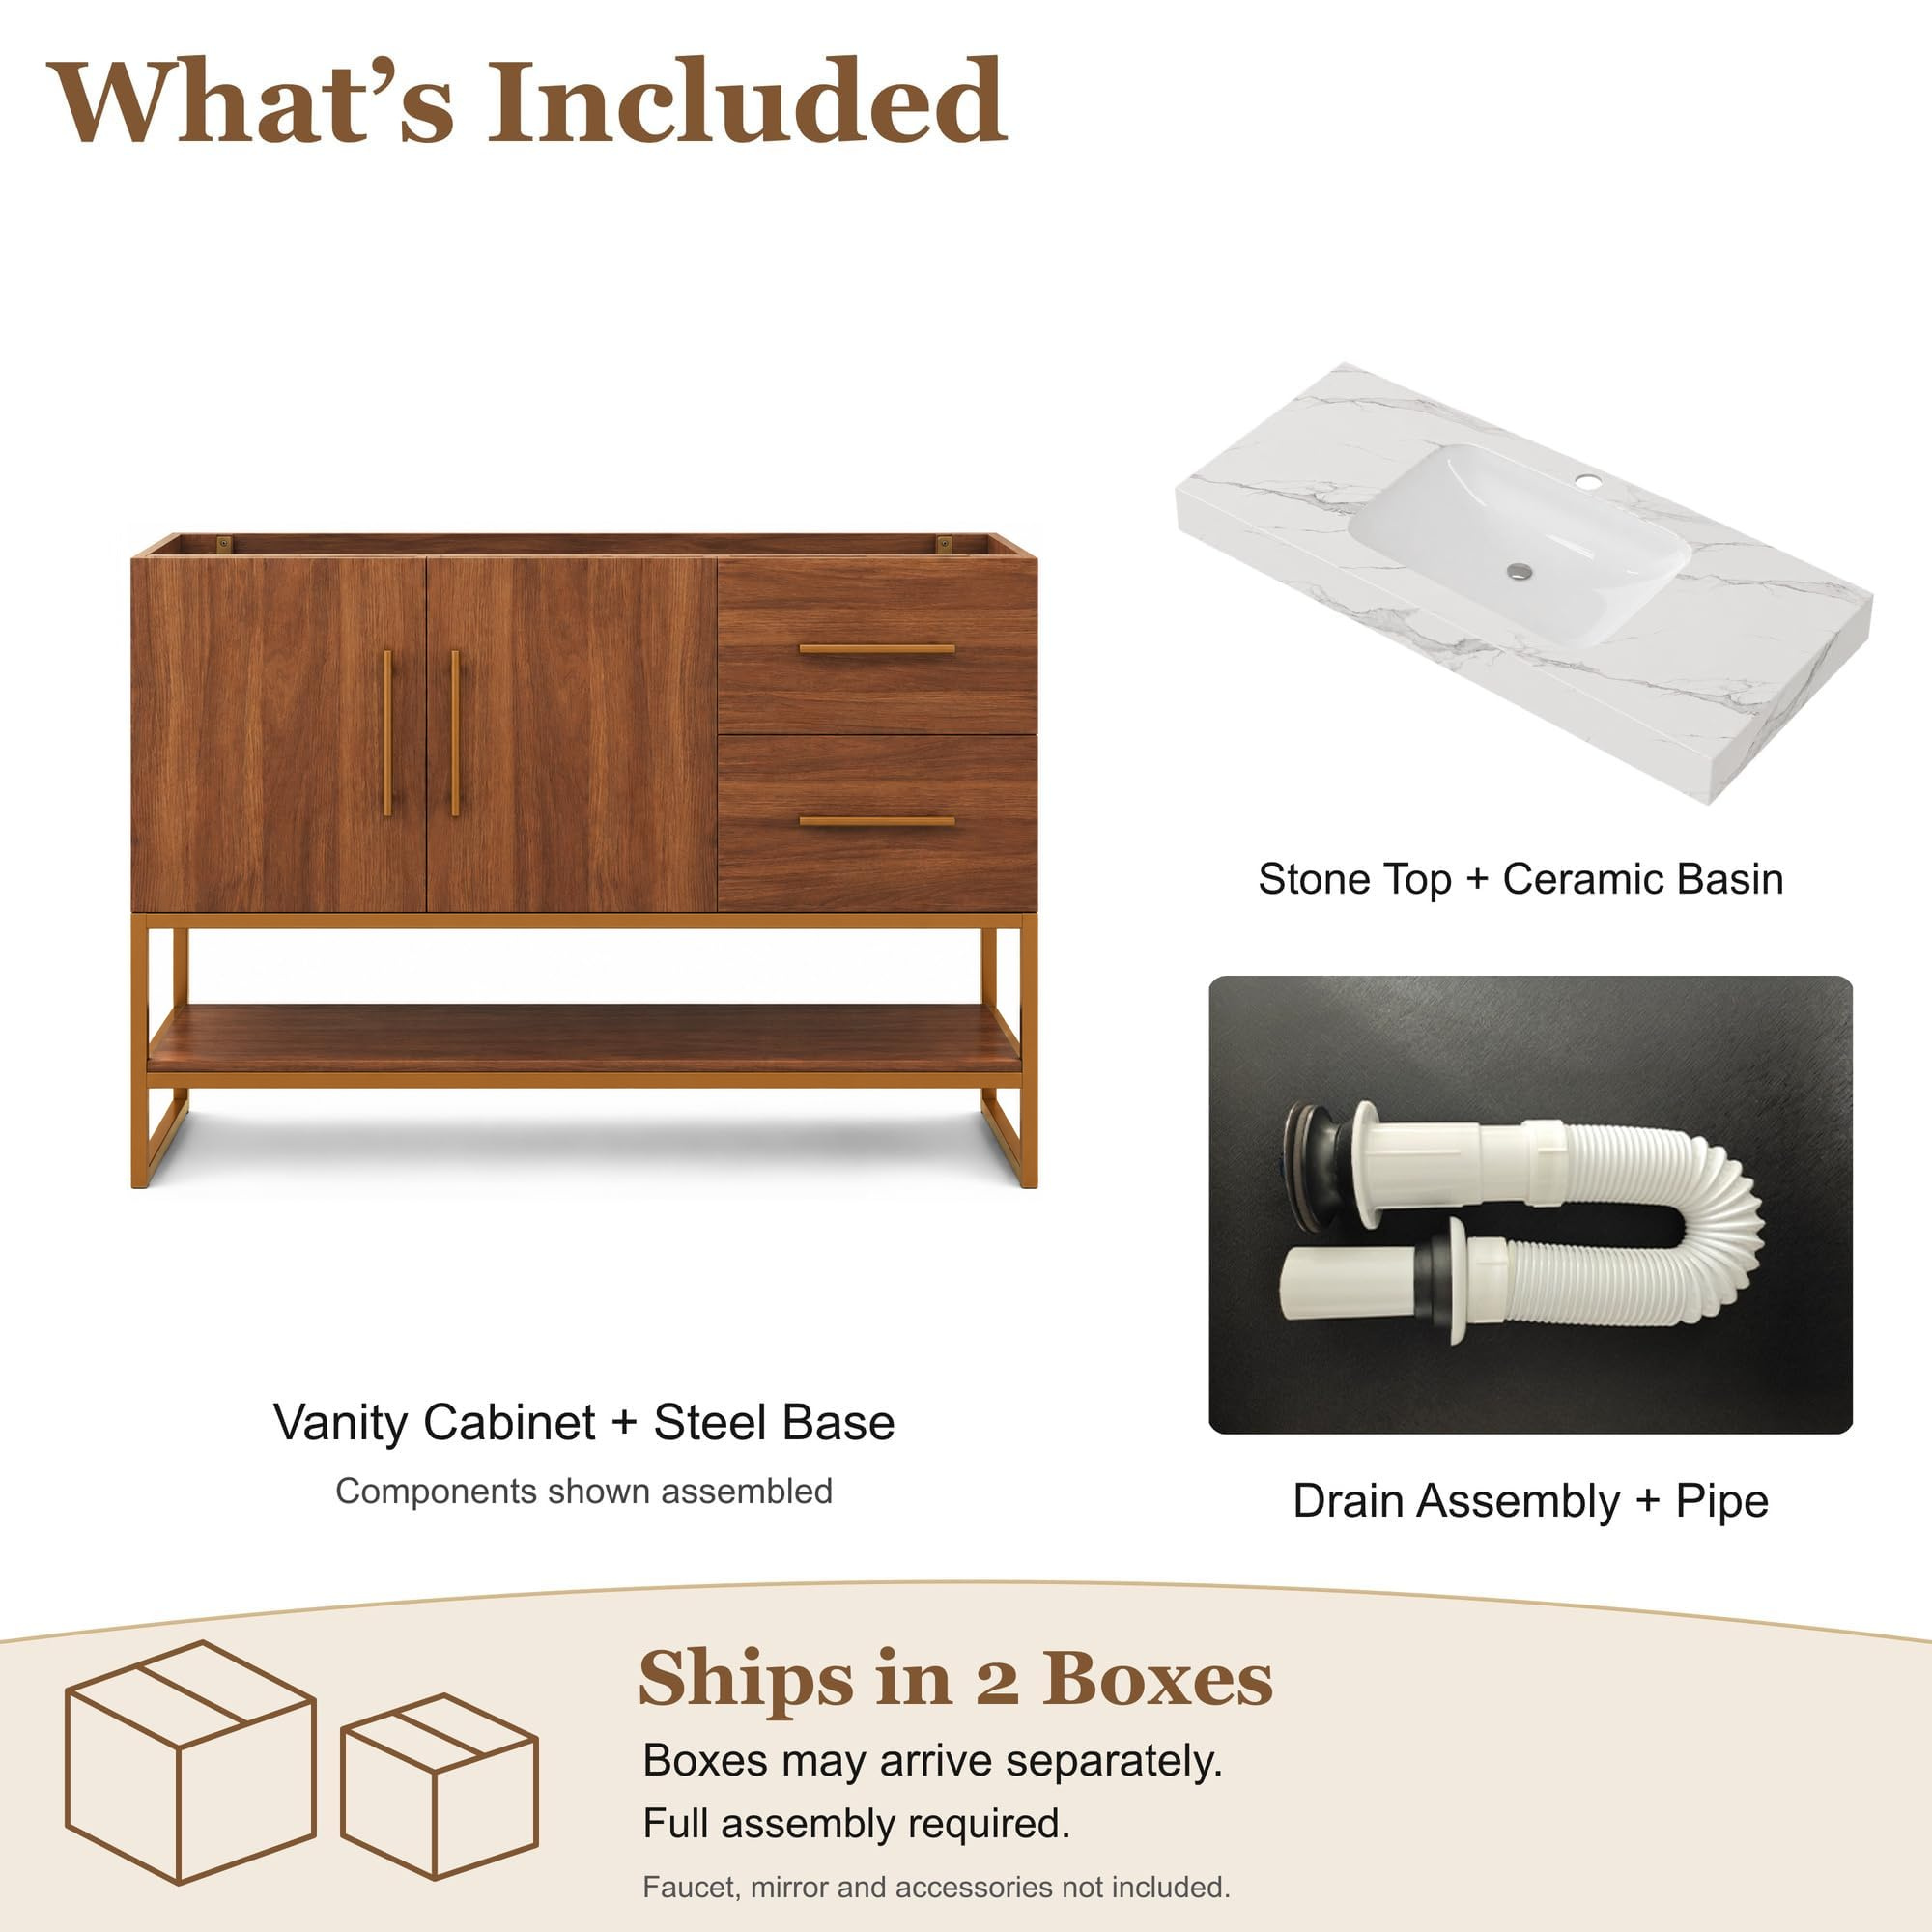 What’s Included
Stone Top + Ceramic Basin
Vanity Cabinet + Steel Base
Components shown assembled
Drain Assembly + Pipe
Ships in 2 Boxes
Boxes may arrive separately.
Full assembly required.
Faucet, mirror and accessories not included.